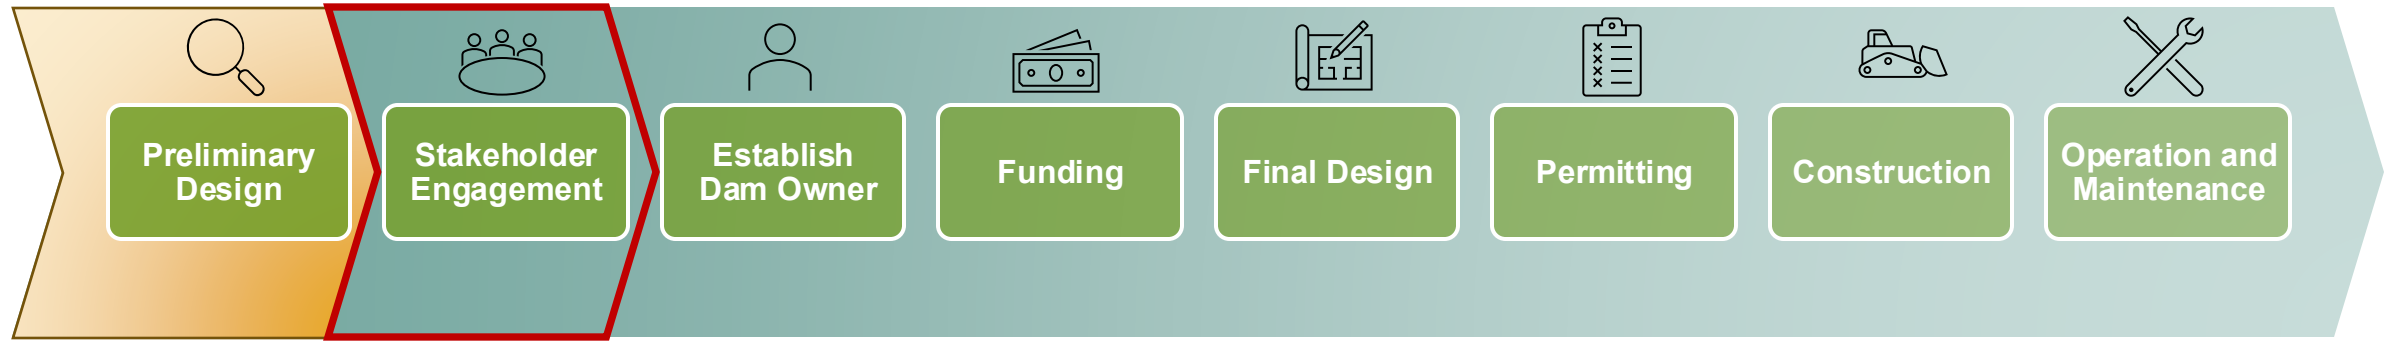 Preliminary
Design
Stakeholder
Engagement
Establish
Dam Owner
Funding
Final Design
Permitting
Construction
Operation and
Maintenance